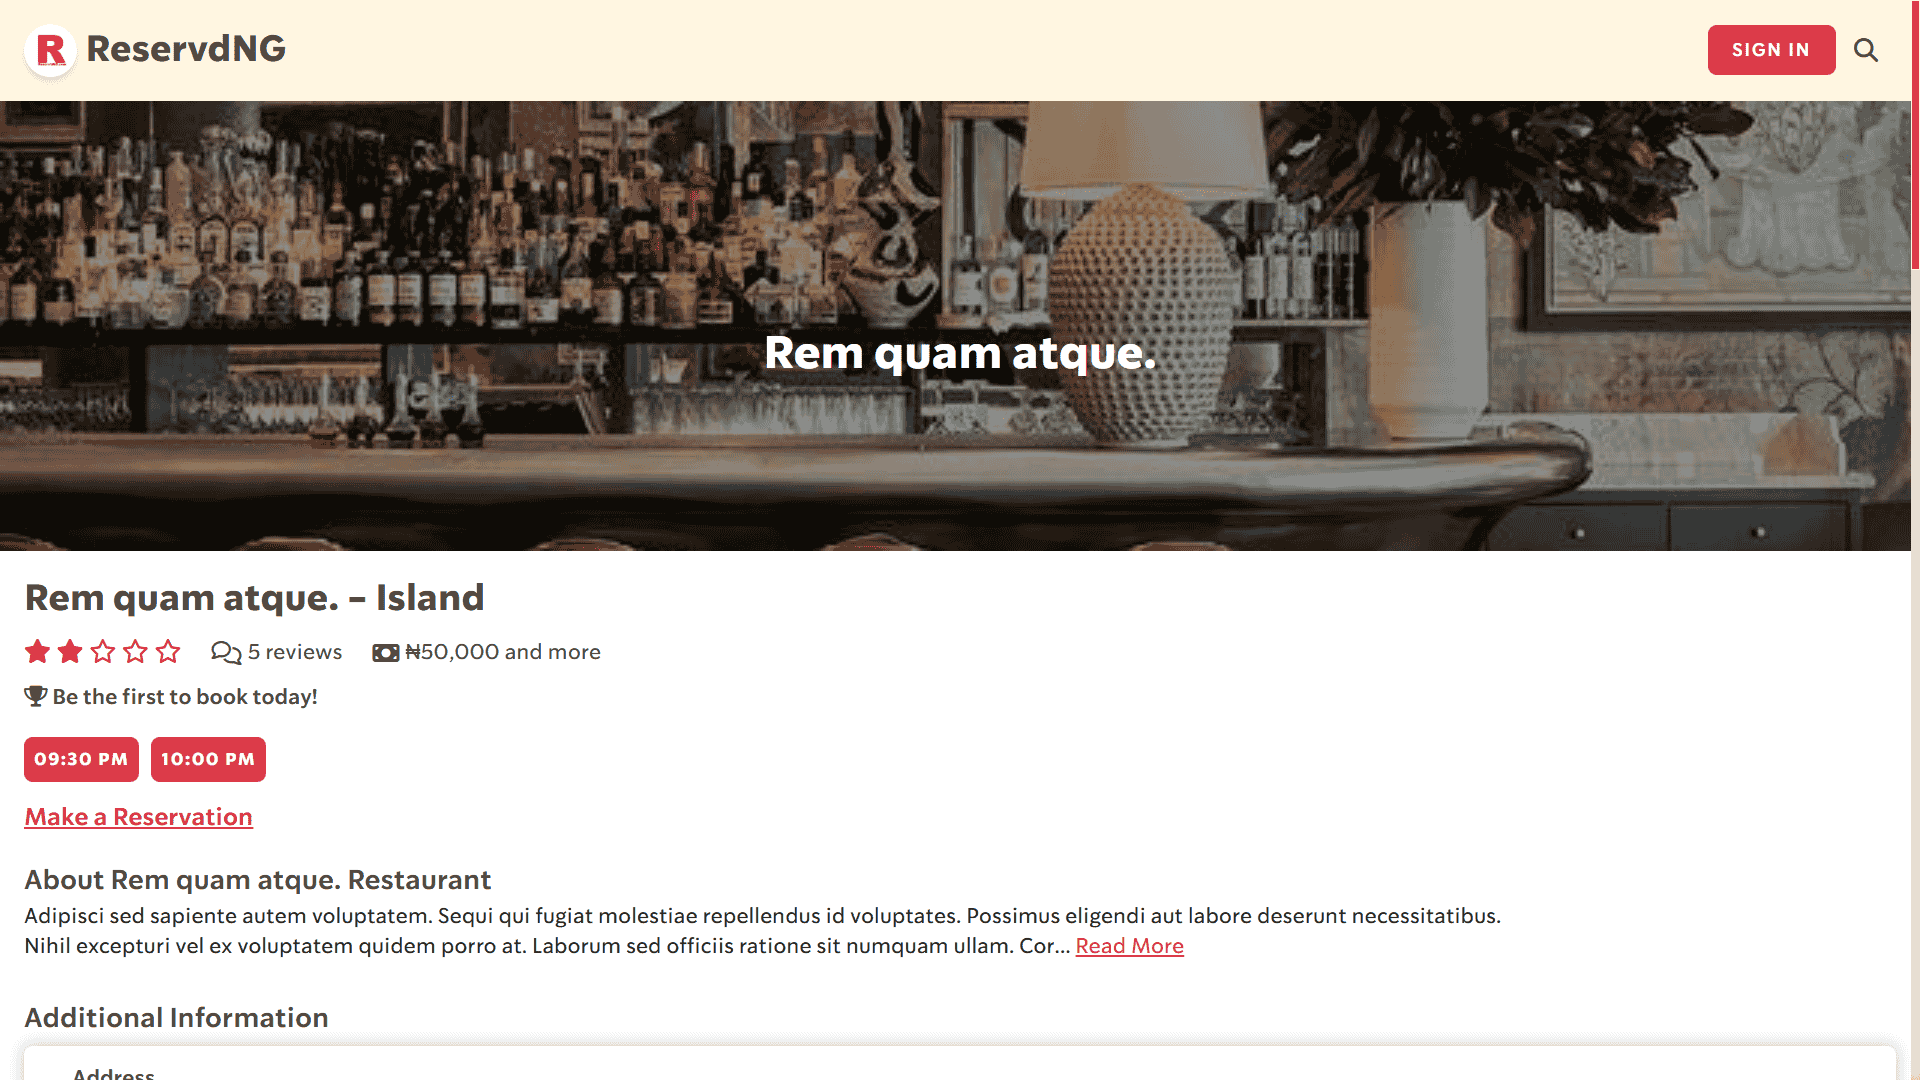 R ReservdNG
SIGN IN
Rem quam atque.
Rem quam atque. – Island
5 reviews
₦50,000 and more
Be the first to book today!
09:30 PM
10:00 PM
Make a Reservation
About Rem quam atque. Restaurant
Adipisci sed sapiente autem voluptatem. Sequi qui fugiat molestiae repellendus id voluptates. Possimus eligendi aut labore deserunt necessitatibus.
Nihil excepturi vel ex voluptatem quidem porro at. Laborum sed officiis ratione sit numquam ullam. Cor... Read More
Additional Information
Address